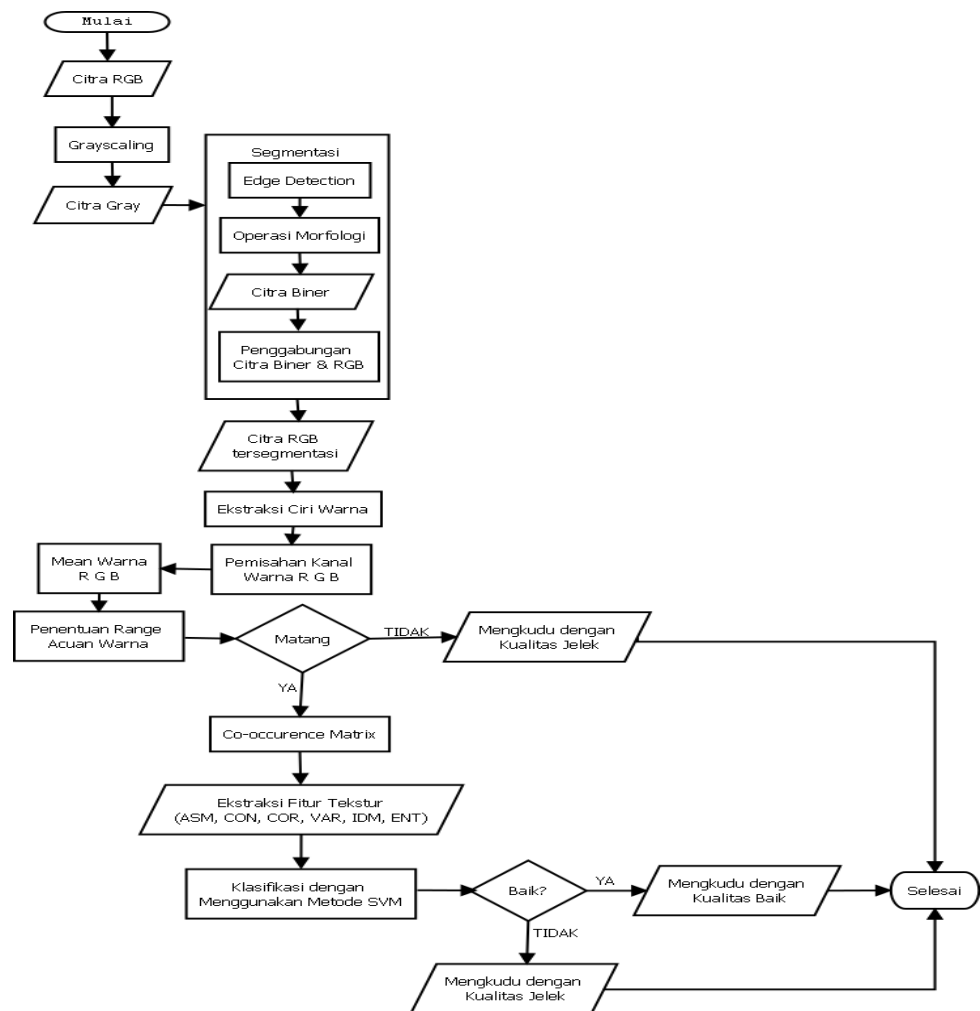 Mulai
Citra RGB
Grayscaling
Citra Gray
Segmentasi
Edge Detection
Operasi Morfologi
Citra Biner
Penggabungan
Citra Biner & RGB
Citra RGB
tersegmentasi
Ekstraksi Ciri Warna
Pemisahan Kanal
Warna R G B
Mean Warna
R G B
Penentuan Range
Acuan Warna
Matang
TIDAK
Mengkudu dengan
Kualitas Jelek
YA
Co-occurence Matrix
Ekstraksi Fitur Tekstur
(ASM, CON, COR, VAR, IDM, ENT)
Klasifikasi dengan
Menggunakan Metode SVM
Baik?
YA
Mengkudu dengan
Kualitas Baik
Selesai
TIDAK
Mengkudu dengan
Kualitas Jelek